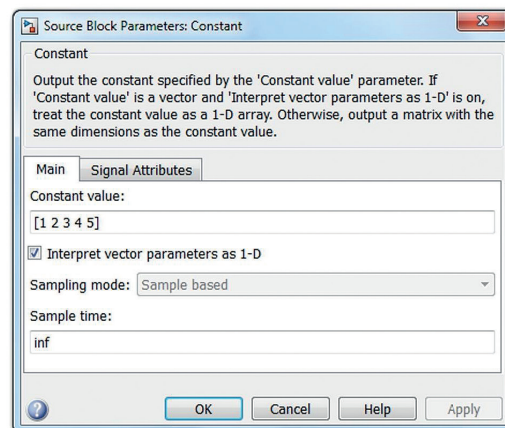 Source Block Parameters: Constant
Constant
Output the constant specified by the 'Constant value' parameter. If
'Constant value' is a vector and 'Interpret vector parameters as 1-D' is on,
treat the constant value as a 1-D array. Otherwise, output a matrix with the
same dimensions as the constant value.
Main Signal Attributes
Constant value:
[1 2 3 4 5]
Interpret vector parameters as 1-D
Sampling mode: Sample based
Sample time:
inf
? OK Cancel Help Apply